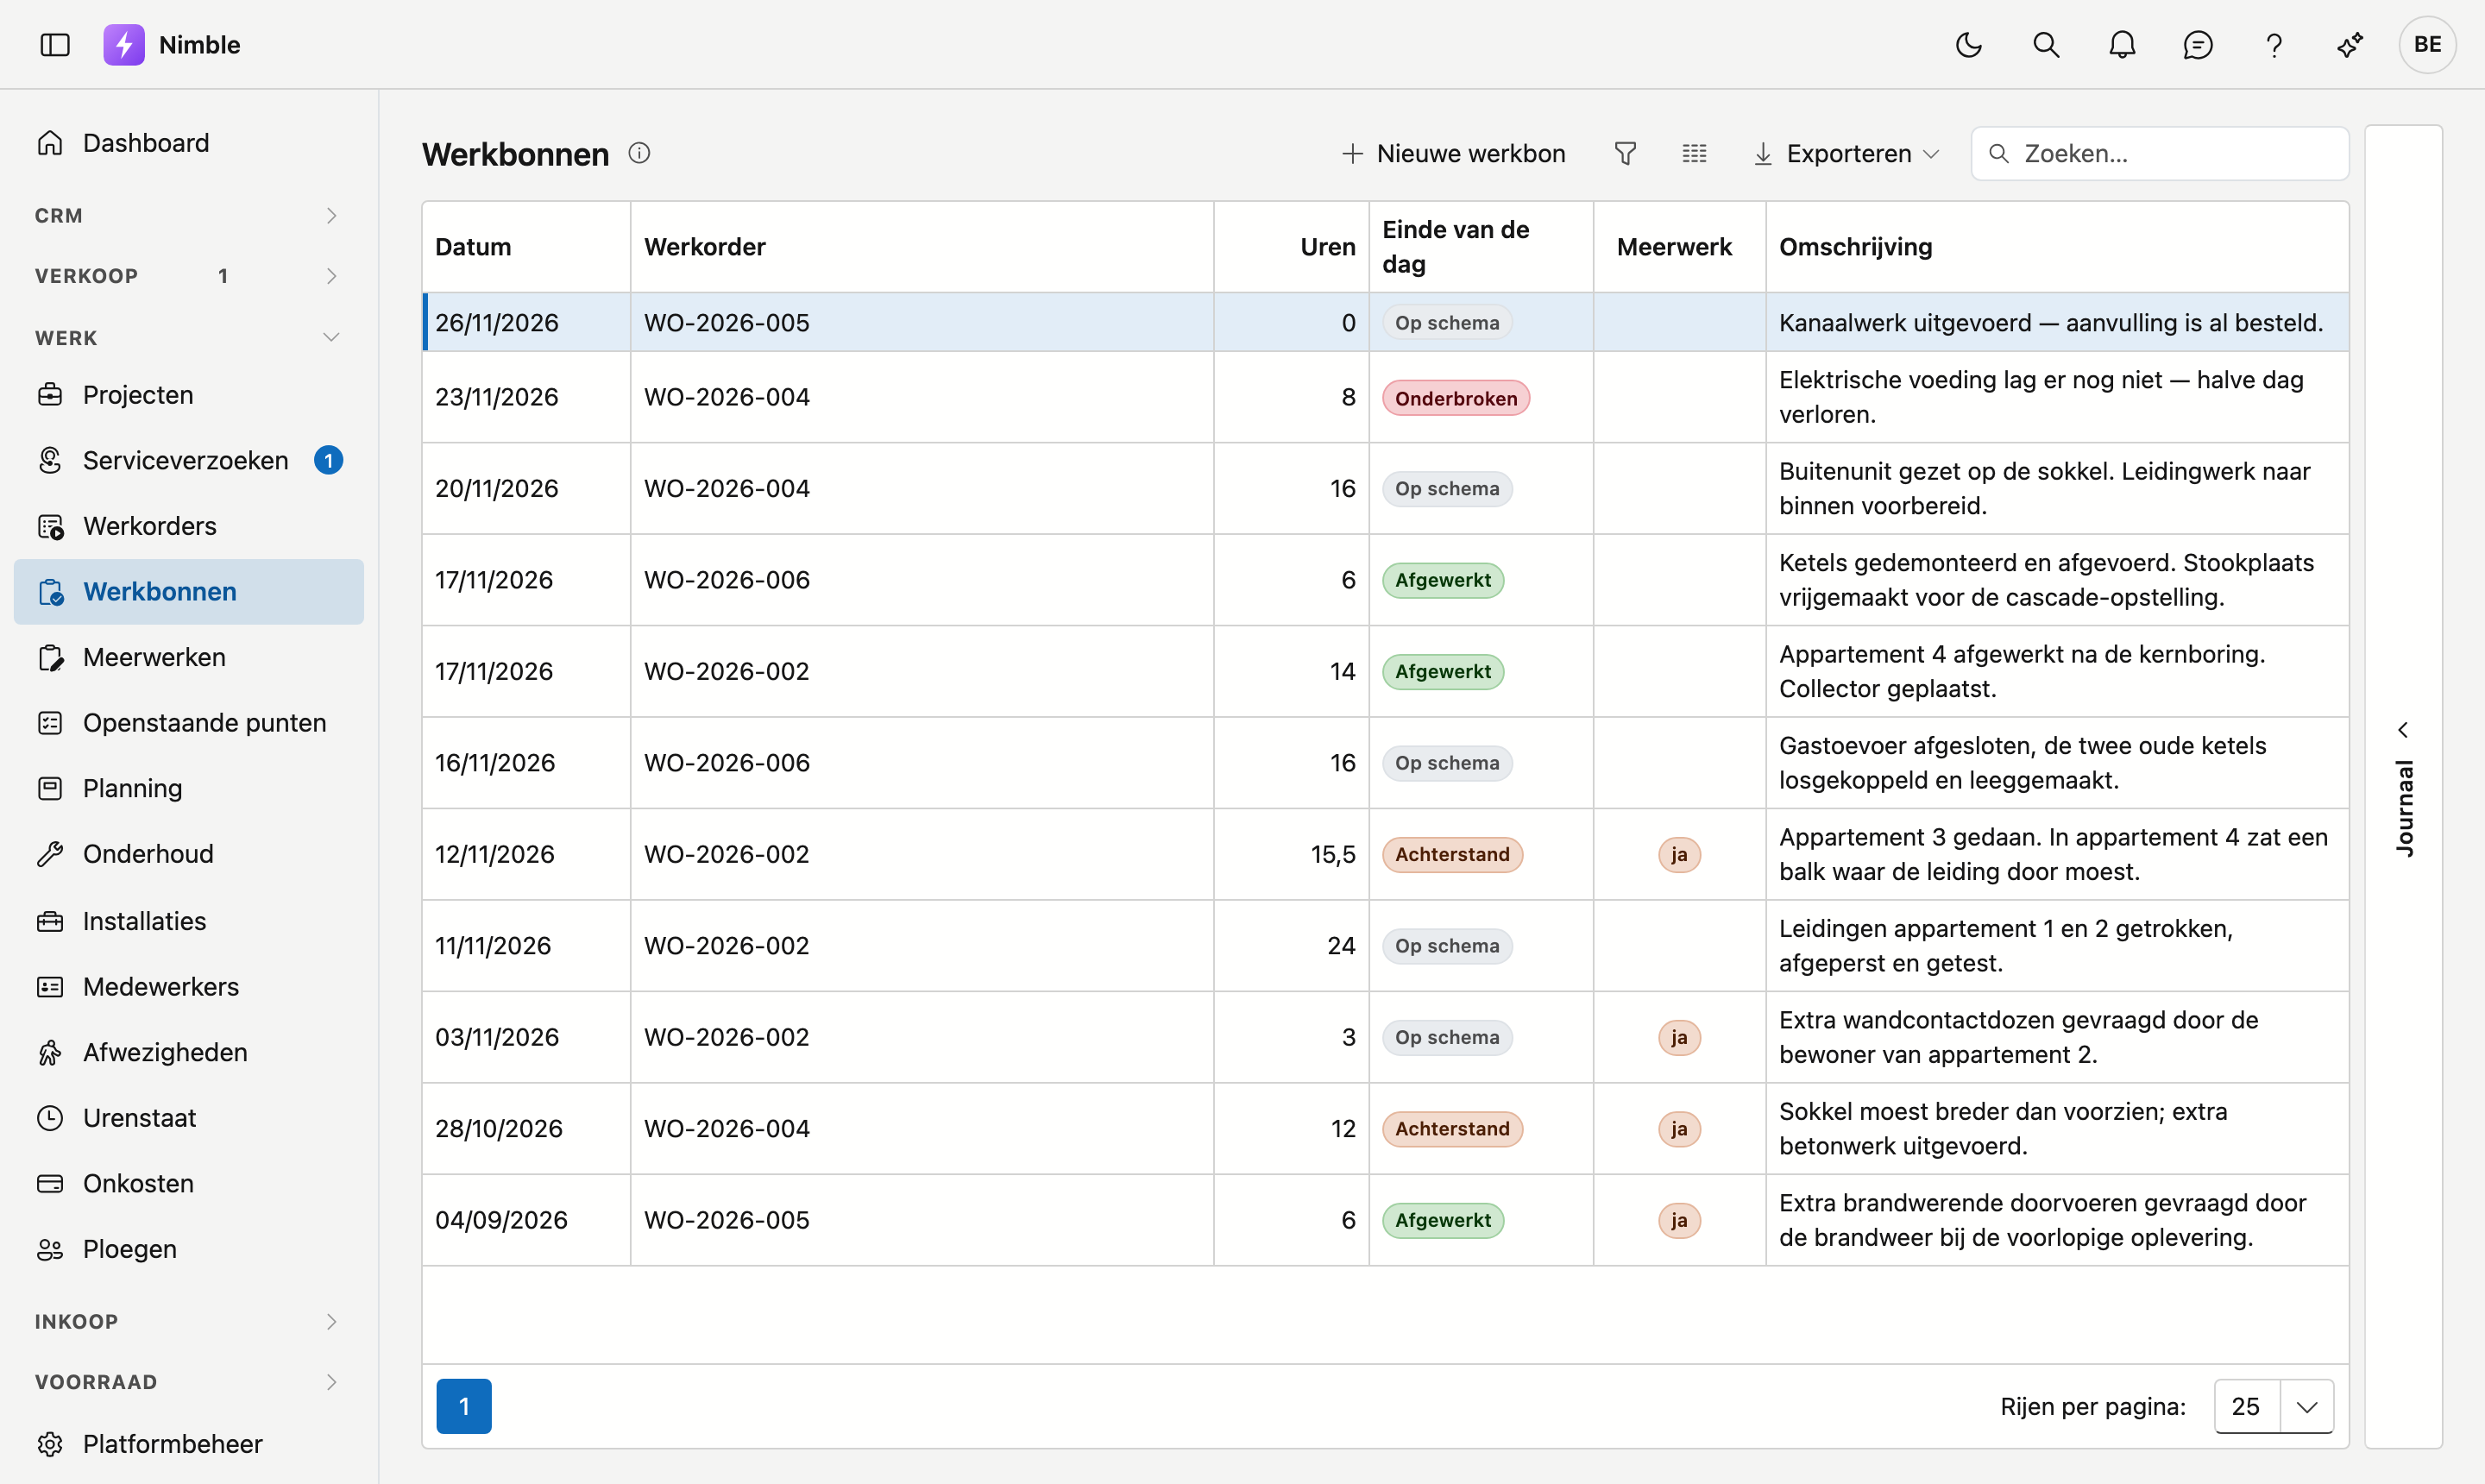 Nimble
BE
Dashboard
CRM
VERKOOP 1
WERK
Projecten
Serviceverzoeken 1
Werkorders
Werkbonnen
Meerwerken
Openstaande punten
Planning
Onderhoud
Installaties
Medewerkers
Afwezigheden
Urenstaat
Onkosten
Ploegen
INKOOP
VOORRAAD
Platformbeheer
Werkbonnen
Nieuwe werkbon
Exporteren
Zoeken...
Datum Werkorder Uren Einde van de dag Meerwerk Omschrijving
26/11/2026 WO-2026-005 0 Op schema Kanaalwerk uitgevoerd — aanvulling is al besteld.
23/11/2026 WO-2026-004 8 Onderbroken Elektrische voeding lag er nog niet — halve dag
verloren.
20/11/2026 WO-2026-004 16 Op schema Buitenunit gezet op de sokkel. Leidingwerk naar
binnen voorbereid.
17/11/2026 WO-2026-006 6 Afgewerkt Ketels gedemonteerd en afgevoerd. Stookplaats
vrijgemaakt voor de cascade-opstelling.
17/11/2026 WO-2026-002 14 Afgewerkt Appartement 4 afgewerkt na de kernboring.
Collector geplaatst.
16/11/2026 WO-2026-006 16 Op schema Gastoevoer afgesloten, de twee oude ketels
losgekoppeld en leeggemaakt.
12/11/2026 WO-2026-002 15,5 Achterstand ja Appartement 3 gedaan. In appartement 4 zat een
balk waar de leiding door moest.
11/11/2026 WO-2026-002 24 Op schema Leidingen appartement 1 en 2 getrokken,
afgeperst en getest.
03/11/2026 WO-2026-002 3 Op schema ja Extra wandcontactdozen gevraagd door de
bewoner van appartement 2.
28/10/2026 WO-2026-004 12 Achterstand ja Sokkel moest breder dan voorzien; extra
betonwerk uitgevoerd.
04/09/2026 WO-2026-005 6 Afgewerkt ja Extra brandwerende doorvoeren gevraagd door
de brandweer bij de voorlopige oplevering.
1
Rijen per pagina: 25
Journaal